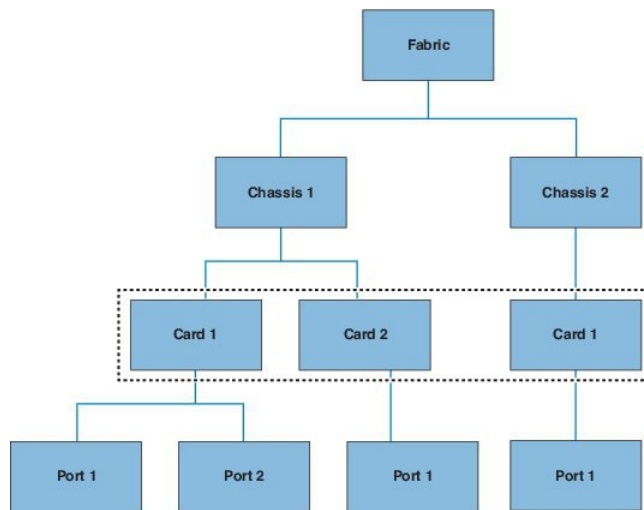 Fabric
Chassis 1
Chassis 2
Card 1
Card 2
Card 1
Port 1
Port 2
Port 1
Port 1